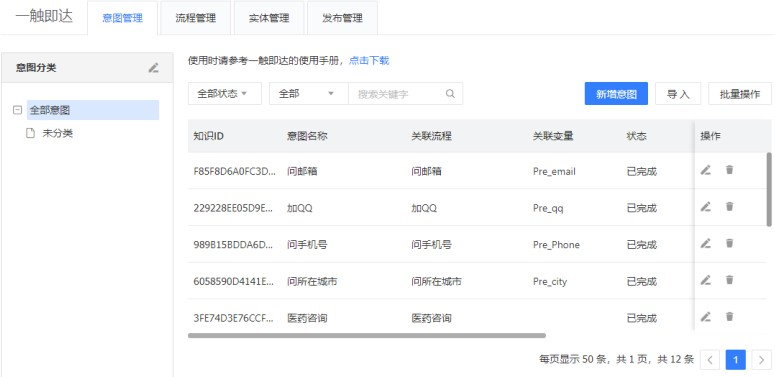 一触即达 意图管理 流程管理 实体管理 发布管理
意图分类
全部意图
未分类
使用时请参考一触即达的使用手册，点击下载
全部状态 全部 搜索关键字 新增意图 导入 批量操作
知识ID 意图名称 关联流程 关联变量 状态 操作
F85F8D6A0FC3D... 问邮箱 问邮箱 Pre_email 已完成
229228EE05D9E... 加QQ 加QQ Pre_qq 已完成
989B15BDDA6D... 问手机号 问手机号 Pre_Phone 已完成
6058590D4141E... 问所在城市 问所在城市 Pre_city 已完成
3FE74D3E76CCF... 医药咨询 医药咨询 已完成
每页显示 50 条，共 1 页，共 12 条 1